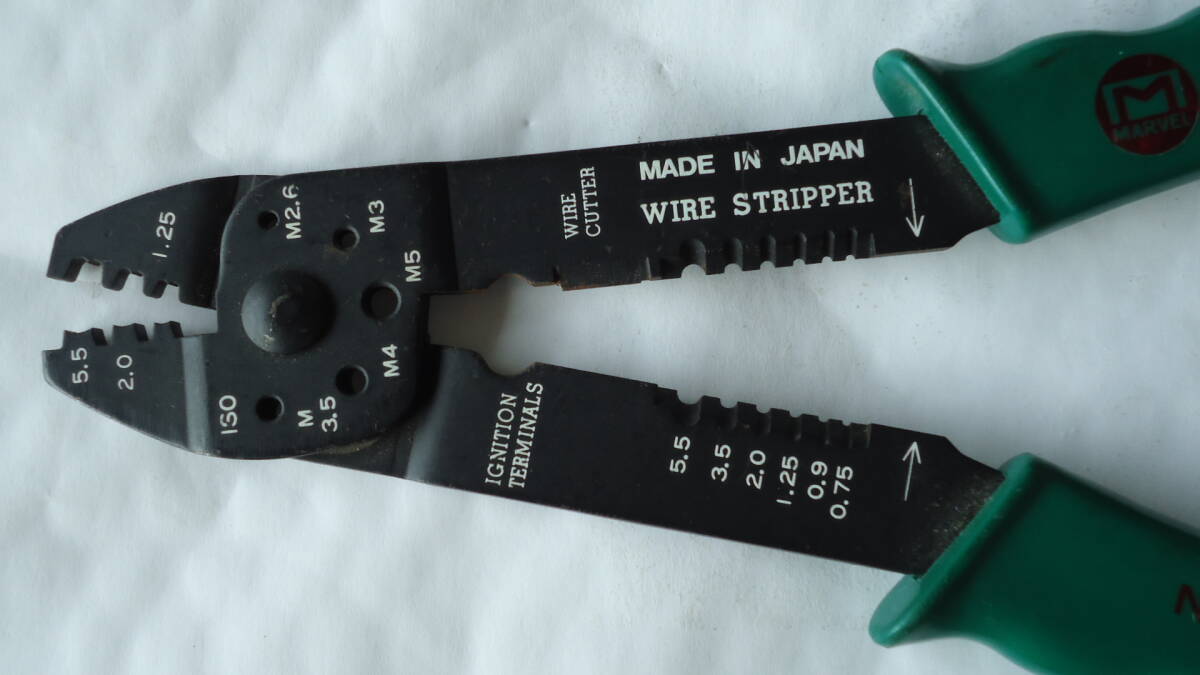 MARVEL
MADE IN JAPAN
WIRE STRIPPER
WIRE
CUTTER
1.25
M2.6
M3
M5
M4
M
3.5
ISO
5.5
2.0
IGNITION
TERMINALS
5.5
3.5
2.0
1.25
0.9
0.75